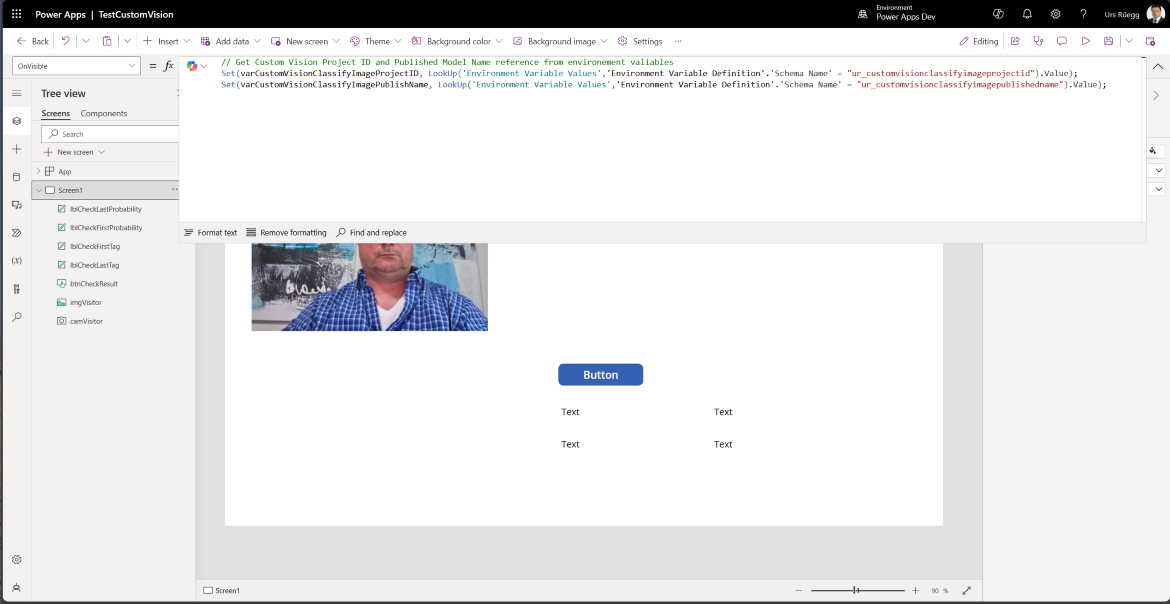 Power Apps | TestCustomVision
Environment
Power Apps Dev
Urs Rüegg
Back Insert Add data New screen Theme Background color Background image Settings ... Editing
OnVisible = fx
// Get Custom Vision Project ID and Published Model Name reference from environement valiables
Set(varCustomVisionClassifyImageProjectID, LookUp('Environment Variable Values','Environment Variable Definition'.'Schema Name' = "ur_customvisionclassifyimageprojectid").Value);
Set(varCustomVisionClassifyImagePublishName, LookUp('Environment Variable Values','Environment Variable Definition'.'Schema Name' = "ur_customvisionclassifyimagepublishedname").Value);
Tree view
Screens Components
Search
New screen
App
Screen1 ...
lblCheckLastProbability
lblCheckFirstProbability
lblCheckFirstTag
lblCheckLastTag
btnCheckResult
imgVisitor
camVisitor
Format text Remove formatting Find and replace
Button
Text Text
Text Text
Screen1
90 %